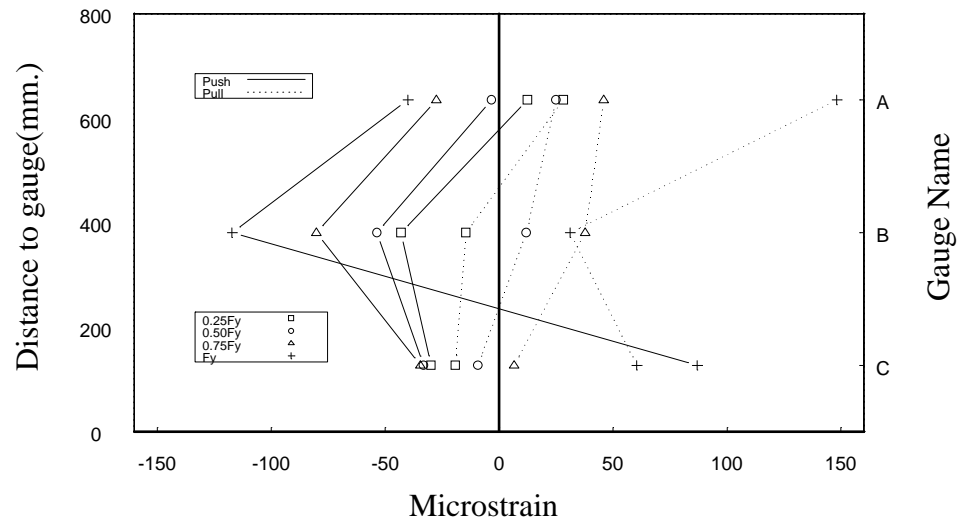 800
600
400
200
0
Distance to gauge(mm.)
Push
Pull
0.25Fy
0.50Fy
0.75Fy
Fy
A
B
C
Gauge Name
-150 -100 -50 0 50 100 150
Microstrain